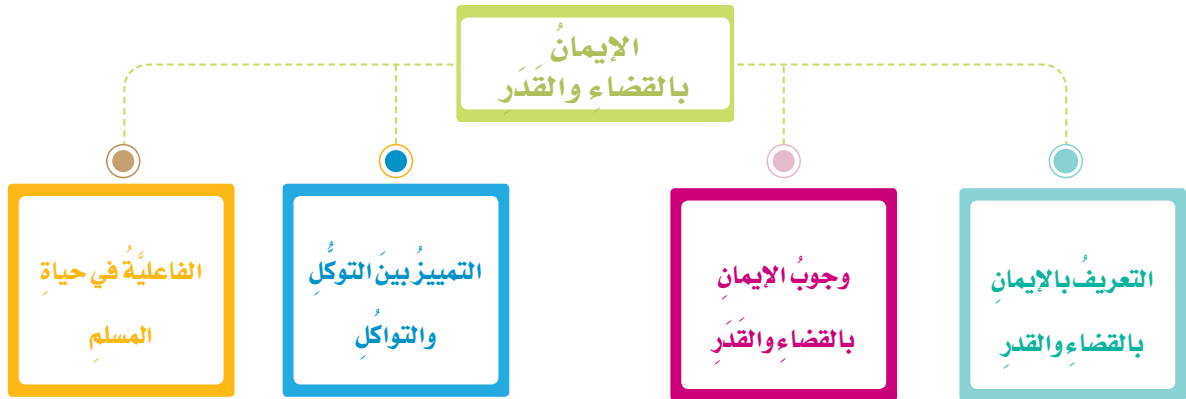 الإيمانُ
بالقضاءِ والقَدَرِ
التعريفُ بالإيمانِ
بالقضاءِ والقدرِ
وجوبُ الإيمانِ
بالقضاءِ والقَدَرِ
التمييزُ بينَ التوكُّلِ
والتواكُلِ
الفاعليَّةُ في حياةِ
المسلمِ